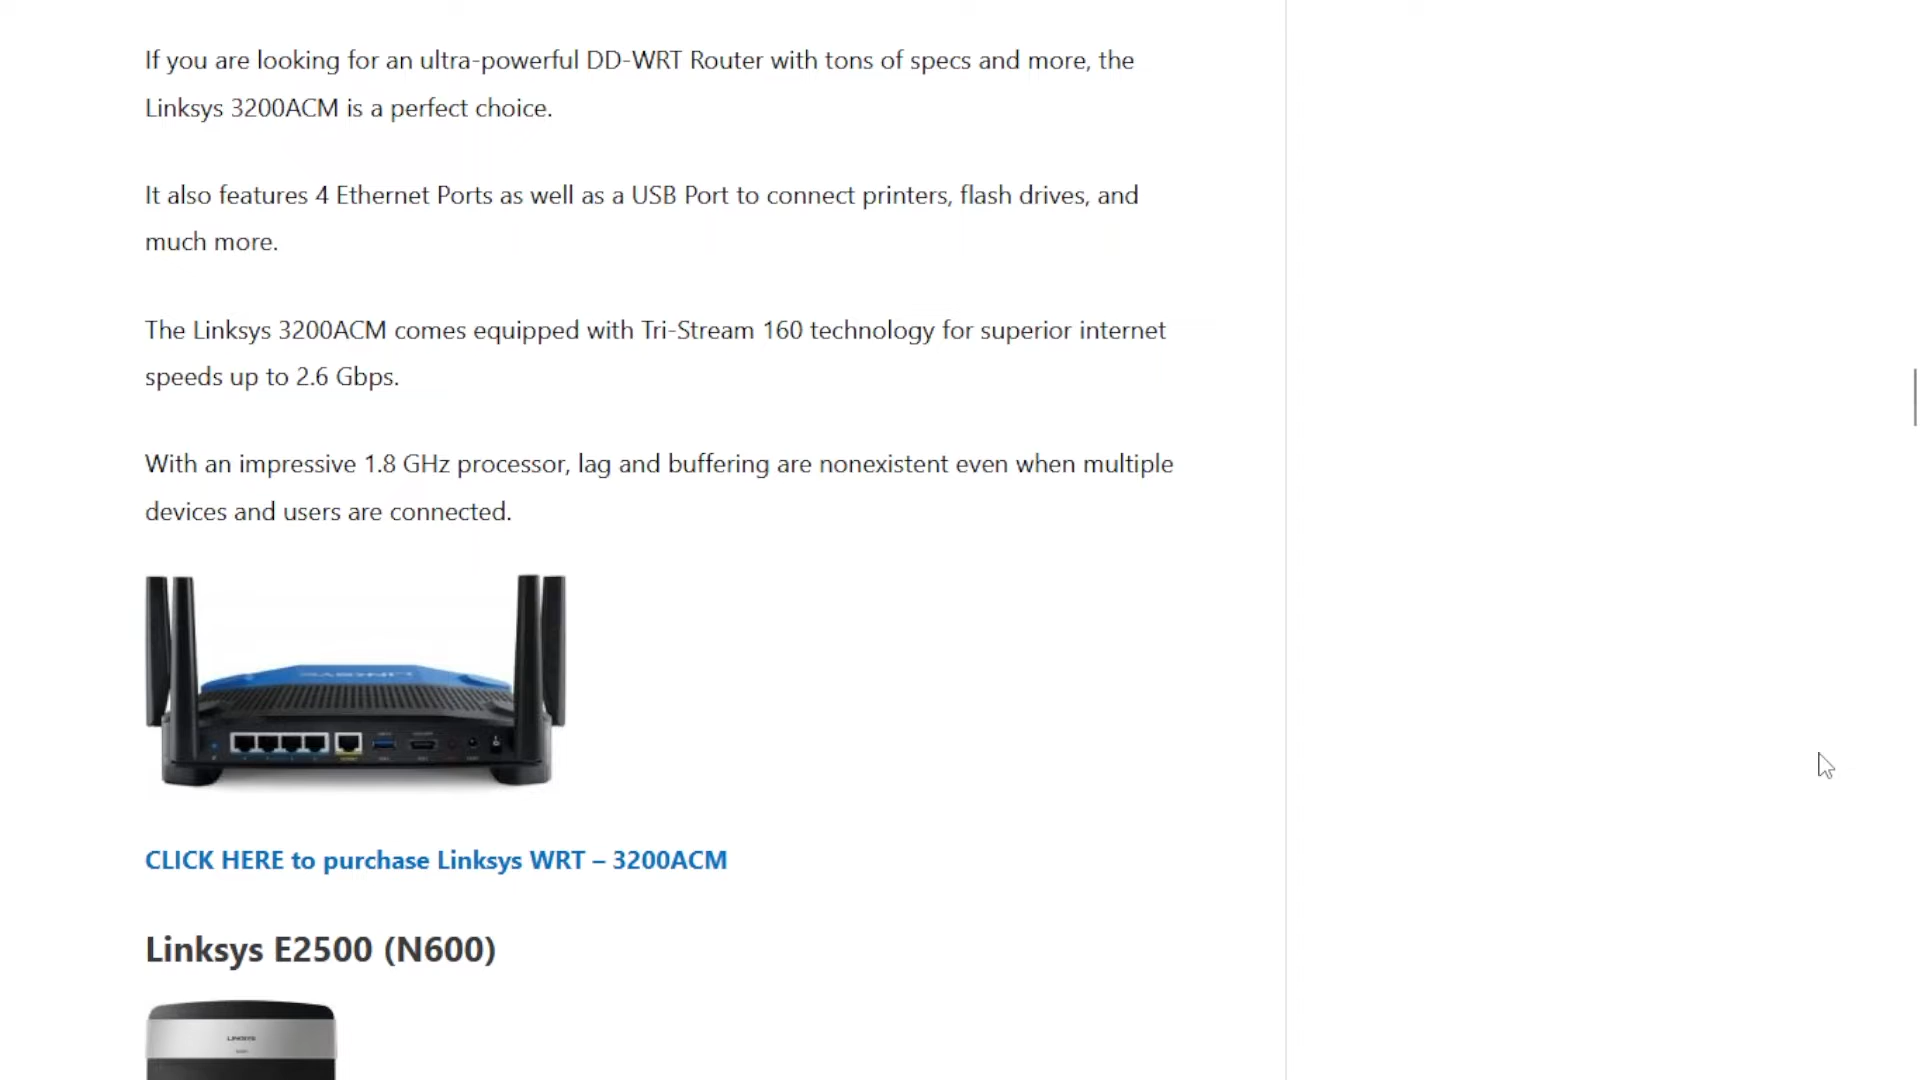 If you are looking for an ultra-powerful DD-WRT Router with tons of specs and more, the
Linksys 3200ACM is a perfect choice.
It also features 4 Ethernet Ports as well as a USB Port to connect printers, flash drives, and
much more.
The Linksys 3200ACM comes equipped with Tri-Stream 160 technology for superior internet
speeds up to 2.6 Gbps.
With an impressive 1.8 GHz processor, lag and buffering are nonexistent even when multiple
devices and users are connected.
LINKSYS
CLICK HERE to purchase Linksys WRT – 3200ACM
Linksys E2500 (N600)
LINKSYS